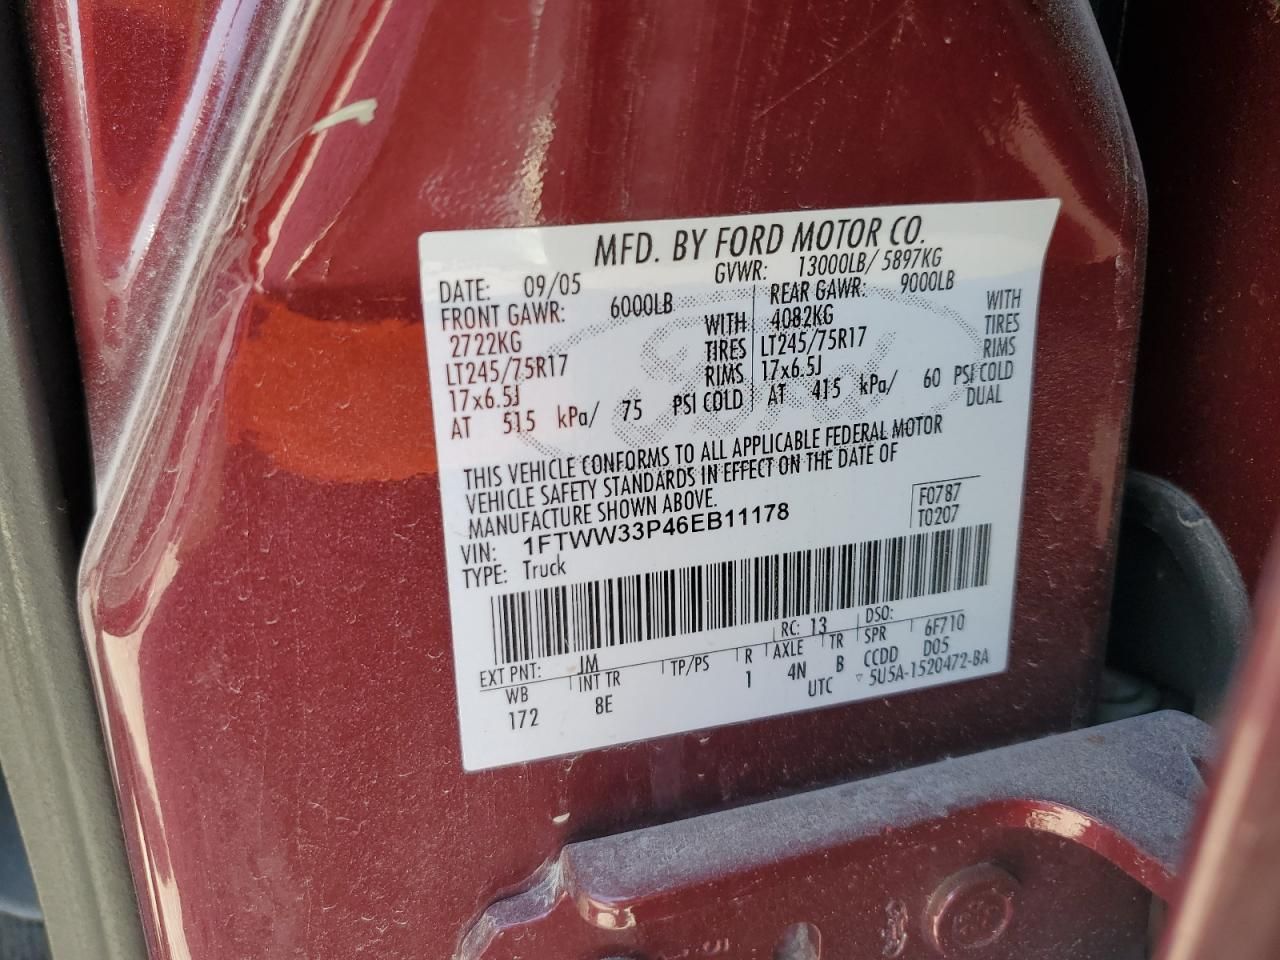 MFD. BY FORD MOTOR CO.
DATE: 09/05 GVWR: 13000LB/ 5897KG
FRONT GAWR: 6000LB REAR GAWR: 9000LB
2722KG WITH 4082KG WITH
LT245/75R17 TIRES LT245/75R17 TIRES
17x6.5J RIMS 17x6.5J RIMS
AT 515 kPa/ 75 PSI COLD AT 415 kPa/ 60 PSI COLD
DUAL
THIS VEHICLE CONFORMS TO ALL APPLICABLE FEDERAL MOTOR
VEHICLE SAFETY STANDARDS IN EFFECT ON THE DATE OF
MANUFACTURE SHOWN ABOVE.
VIN: 1FTWW33P46EB11178 F0787
TYPE: Truck T0207
EXT PNT: JM RC: 13 DSO:
WB INT TR TP/PS R AXLE TR SPR 6F710
172 8E 1 4N B CCDD D05
UTC ▽ 5U5A-1520472-BA